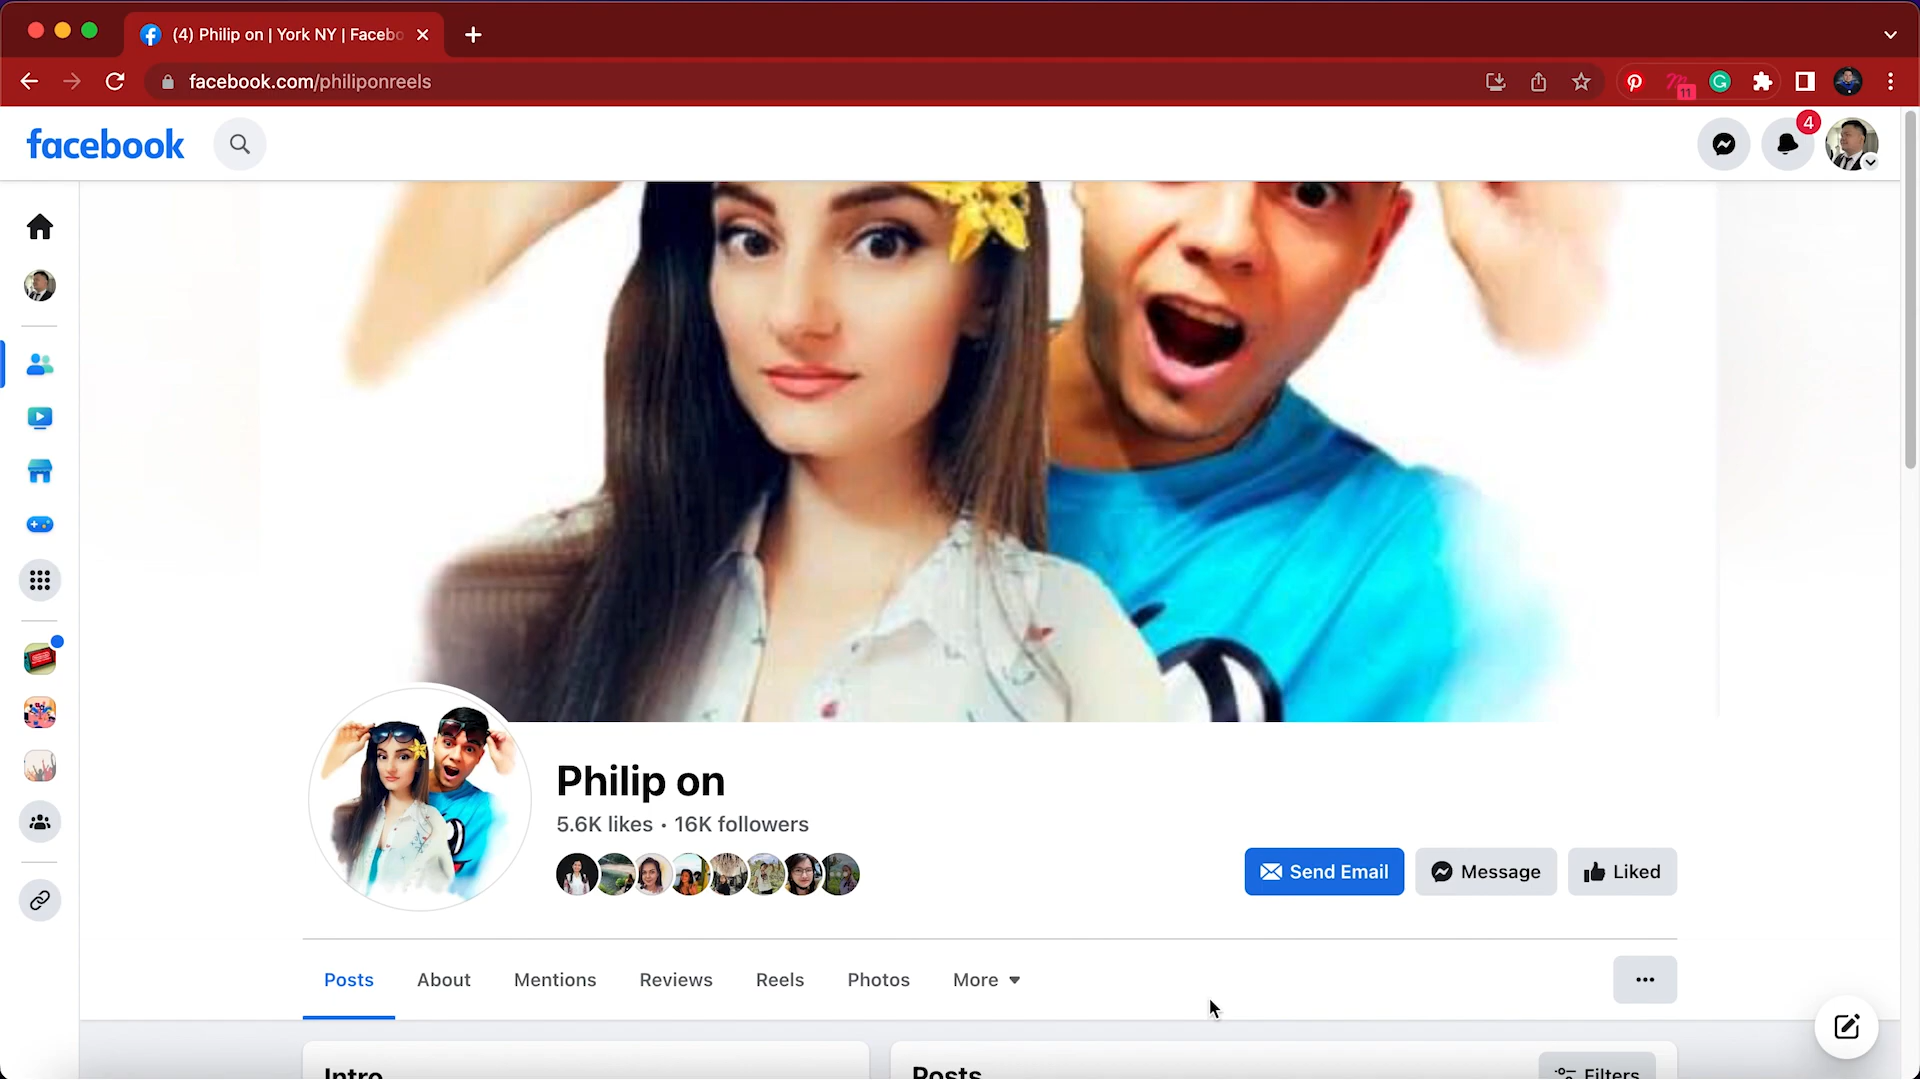 (4) Philip on | York NY | Facebo
facebook.com/philiponreels
11
facebook
4
Philip on
5.6K likes · 16K followers
Send Email
Message
Liked
Posts
About
Mentions
Reviews
Reels
Photos
More
Intro
Posts
Filters